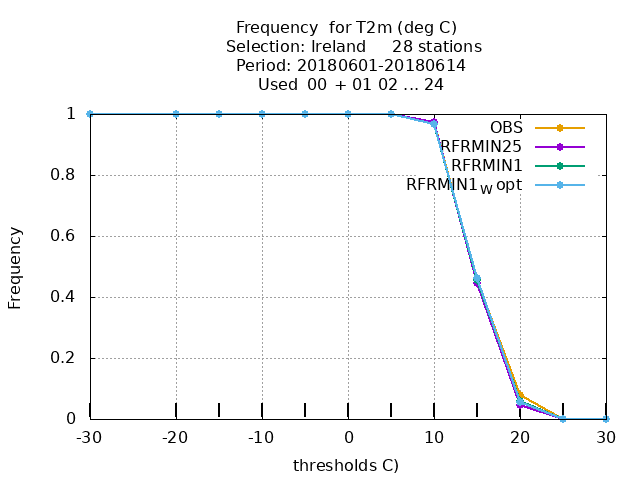 Frequency for T2m (deg C)
Selection: Ireland 28 stations
Period: 20180601-20180614
Used 00 + 01 02 ... 24
OBS
RFRMIN25
RFRMIN1
RFRMIN1w opt
1
0.8
0.6
0.4
0.2
0
Frequency
-30
-20
-10
0
10
20
30
thresholds C)